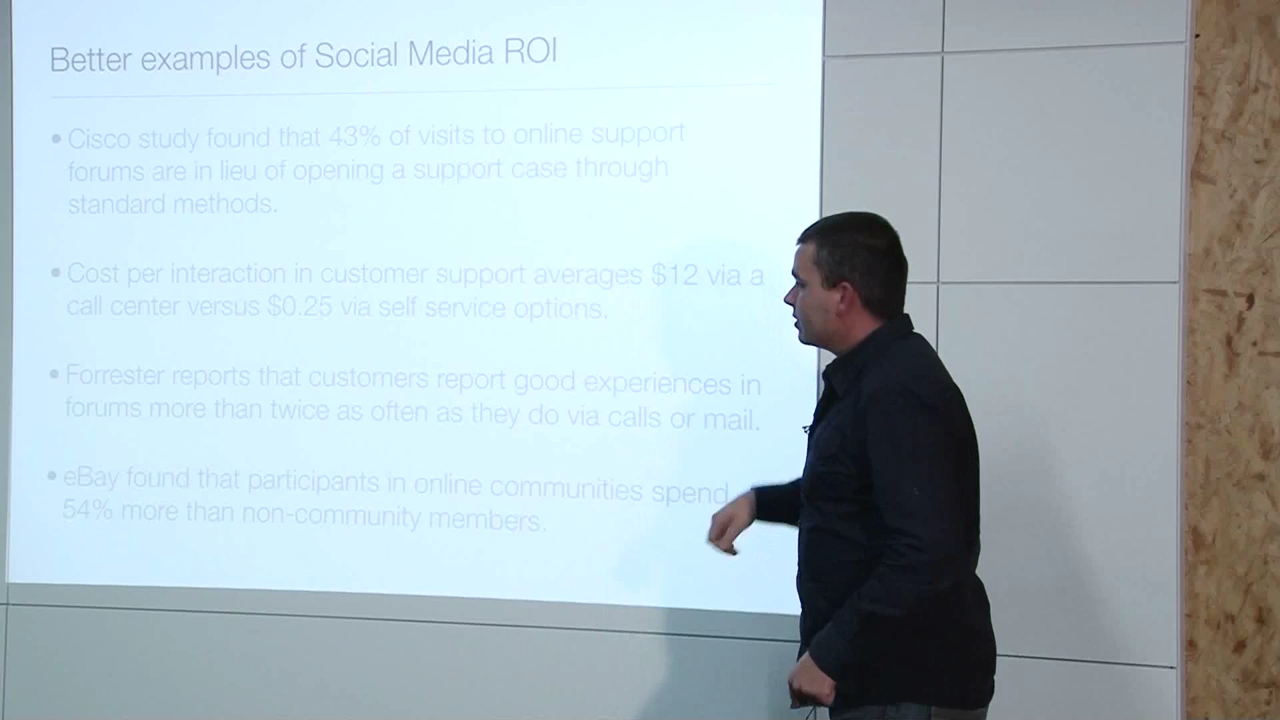 Better examples of Social Media ROI
• Cisco study found that 43% of visits to online support
forums are in lieu of opening a support case through
standard methods.
• Cost per interaction in customer support averages $12 via a
call center versus $0.25 via self service options.
• Forrester reports that customers report good experiences in
forums more than twice as often as they do via calls or mail.
• eBay found that participants in online communities spend
54% more than non-community members.